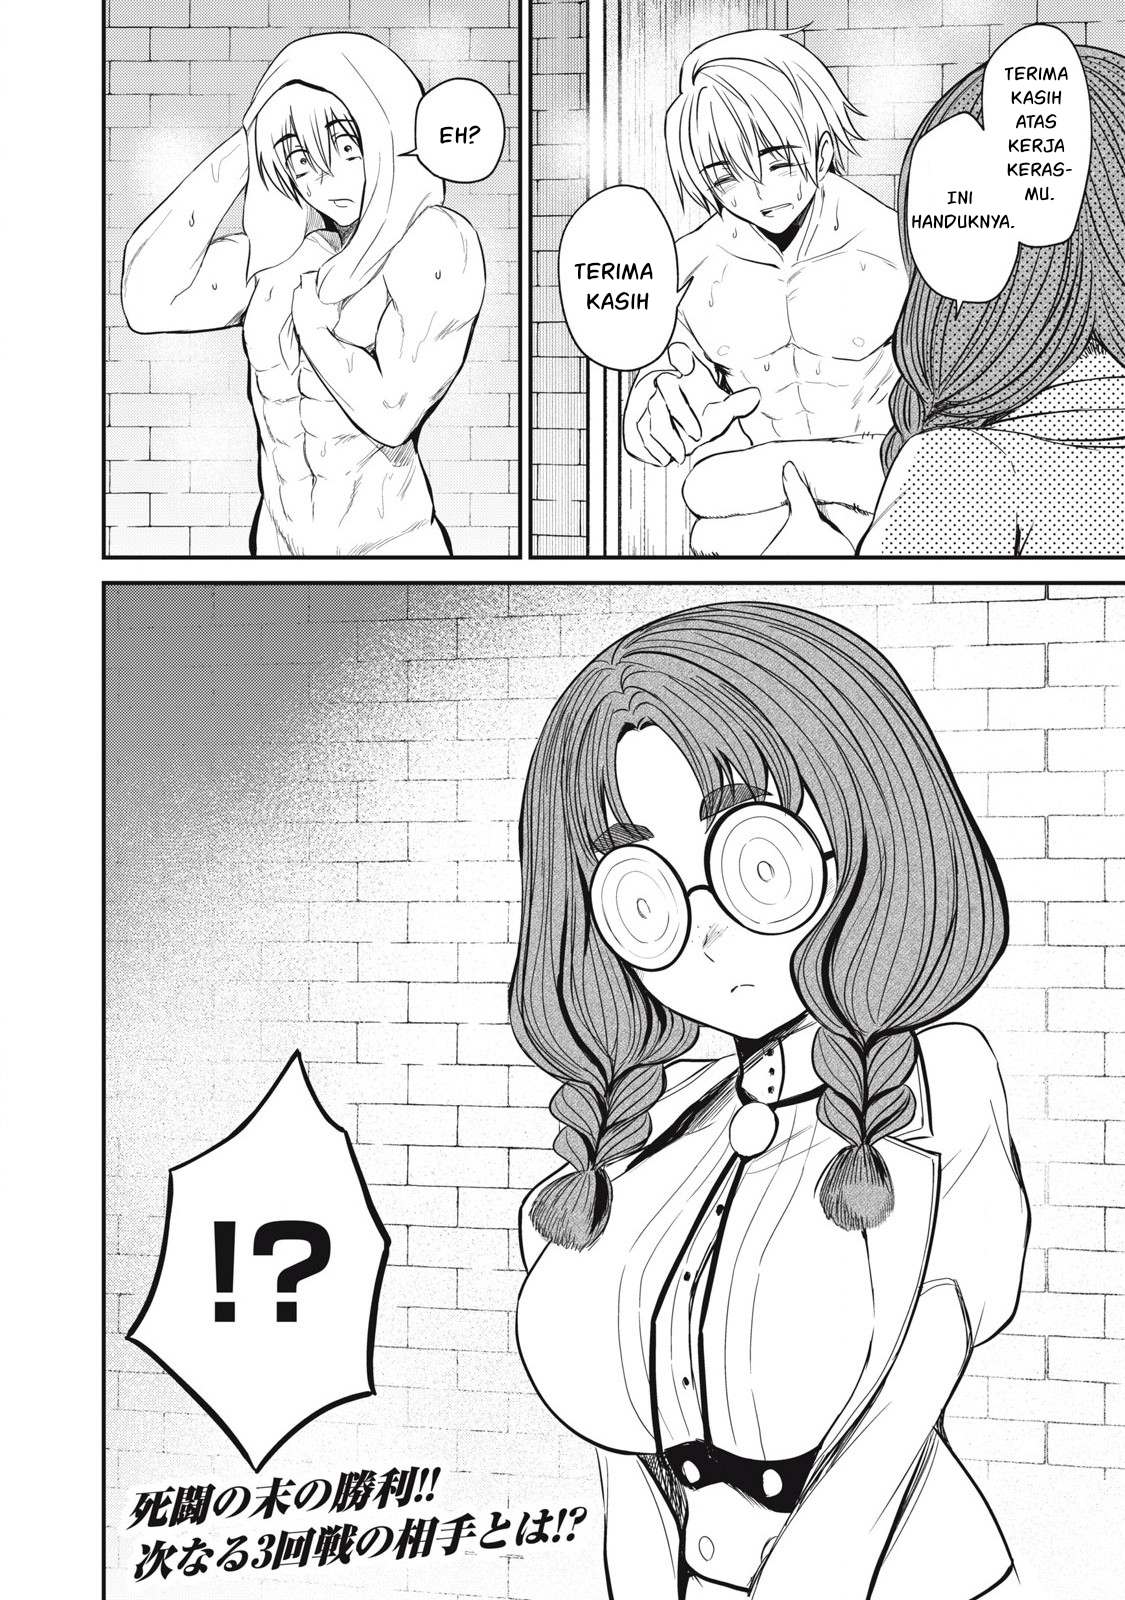 TERIMA
KASIH
ATAS
KERJA
KERAS-
MU.
INI
HANDUKNYA.
TERIMA
KASIH
EH?
!?
死闘の末の勝利!!
次なる3回戦の相手とは!?